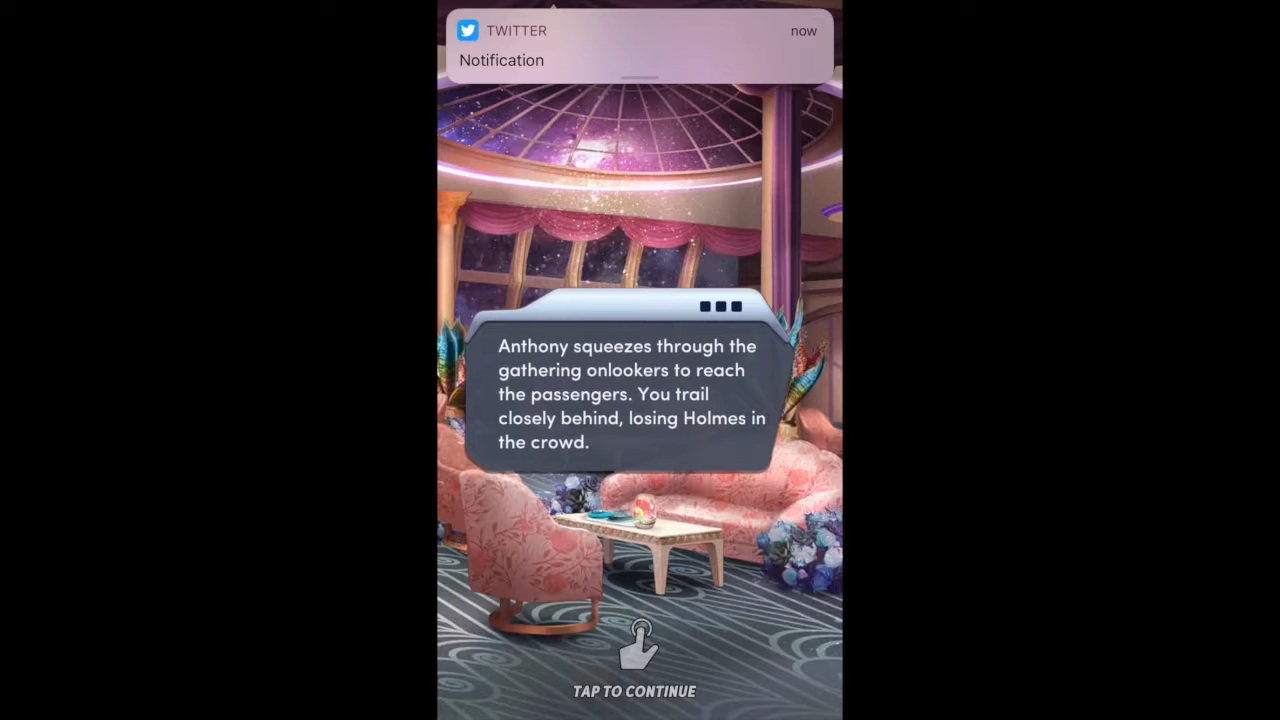 TWITTER now
Notification
Anthony squeezes through the
gathering onlookers to reach
the passengers. You trail
closely behind, losing Holmes in
the crowd.
TAP TO CONTINUE